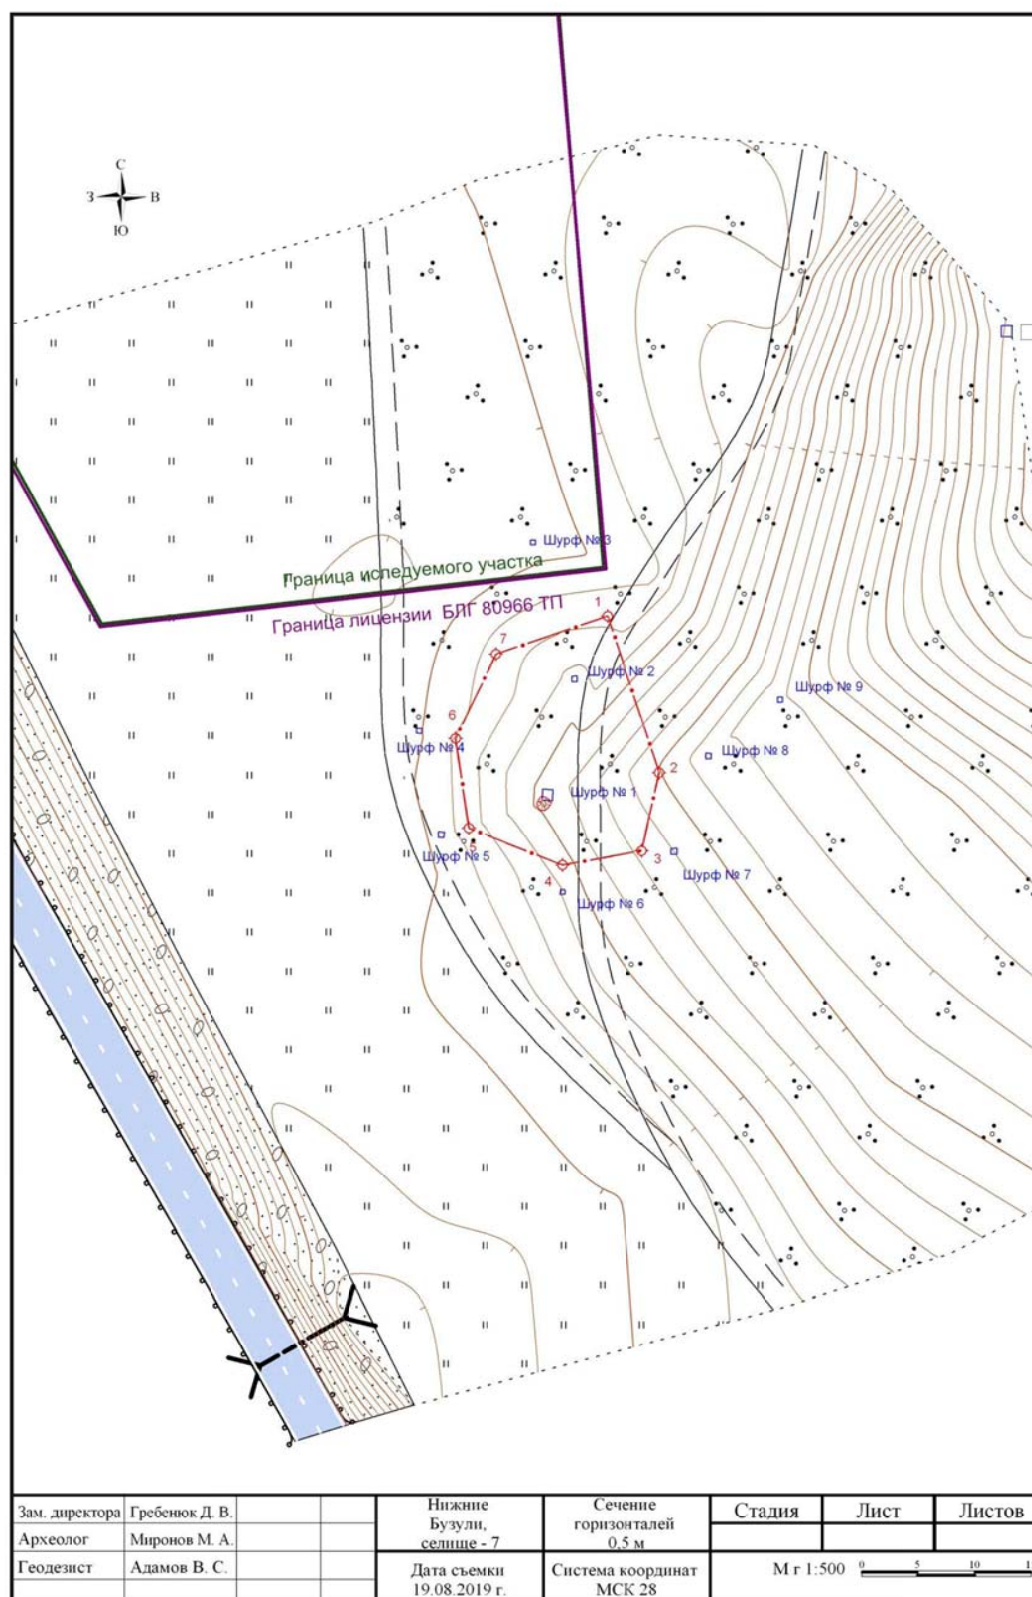 С
З В
Ю
Шурф № 3
Граница иследуемого участка
Граница лицензии БЛГ 80966 ТП
1
7
Шурф № 2
Шурф № 9
6
Шурф № 4
Шурф № 8
2
Шурф № 1
5
Шурф № 5
3
4
Шурф № 7
Шурф № 6
Зам. директора Гребенюк Д. В.
Археолог Миронов М. А.
Геодезист Адамов В. С.
Нижние
Бузули,
селище - 7
Дата съемки
19.08.2019 г.
Сечение
горизонталей
0,5 м
Система координат
МСК 28
Стадия Лист Листов
М г 1:500 0 5 10